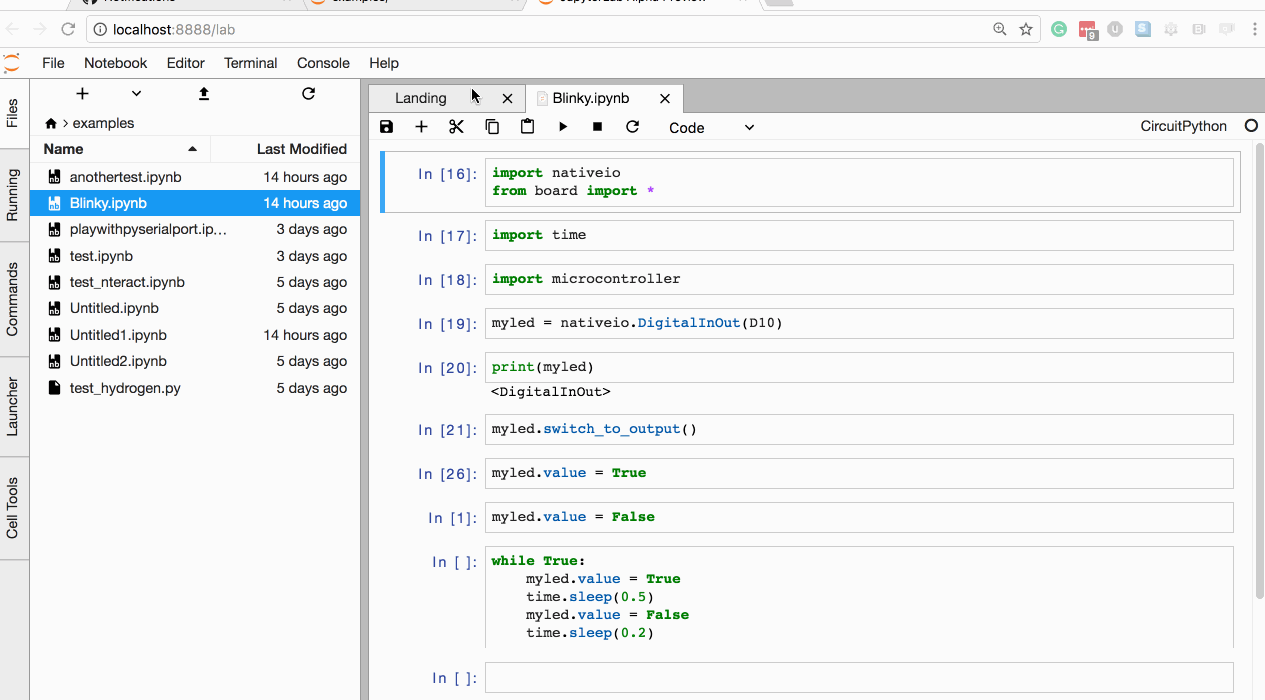 localhost:8888/lab
9
File Notebook Editor Terminal Console Help
Files
Running
Commands
Launcher
Cell Tools
examples
Name Last Modified
anothertest.ipynb 14 hours ago
Blinky.ipynb 14 hours ago
playwithpyserialport.ip... 3 days ago
test.ipynb 3 days ago
test_nteract.ipynb 5 days ago
Untitled.ipynb 5 days ago
Untitled1.ipynb 14 hours ago
Untitled2.ipynb 5 days ago
test_hydrogen.py 5 days ago
Landing Blinky.ipynb
Code CircuitPython
In [16]: import nativeio
from board import *
In [17]: import time
In [18]: import microcontroller
In [19]: myled = nativeio.DigitalInOut(D10)
In [20]: print(myled)
<DigitalInOut>
In [21]: myled.switch_to_output()
In [26]: myled.value = True
In [1]: myled.value = False
In [ ]: while True:
myled.value = True
time.sleep(0.5)
myled.value = False
time.sleep(0.2)
In [ ]: